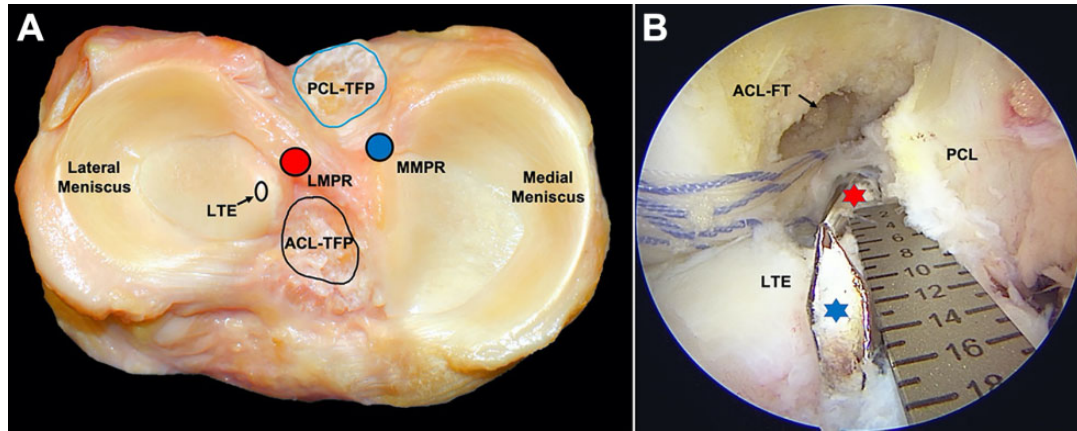 A
PCL-TFP
Lateral
Meniscus
LMPR
MMPR
Medial
Meniscus
LTE
ACL-TFP
B
ACL-FT
PCL
LTE
2
4
6
8
10
12
14
16
18